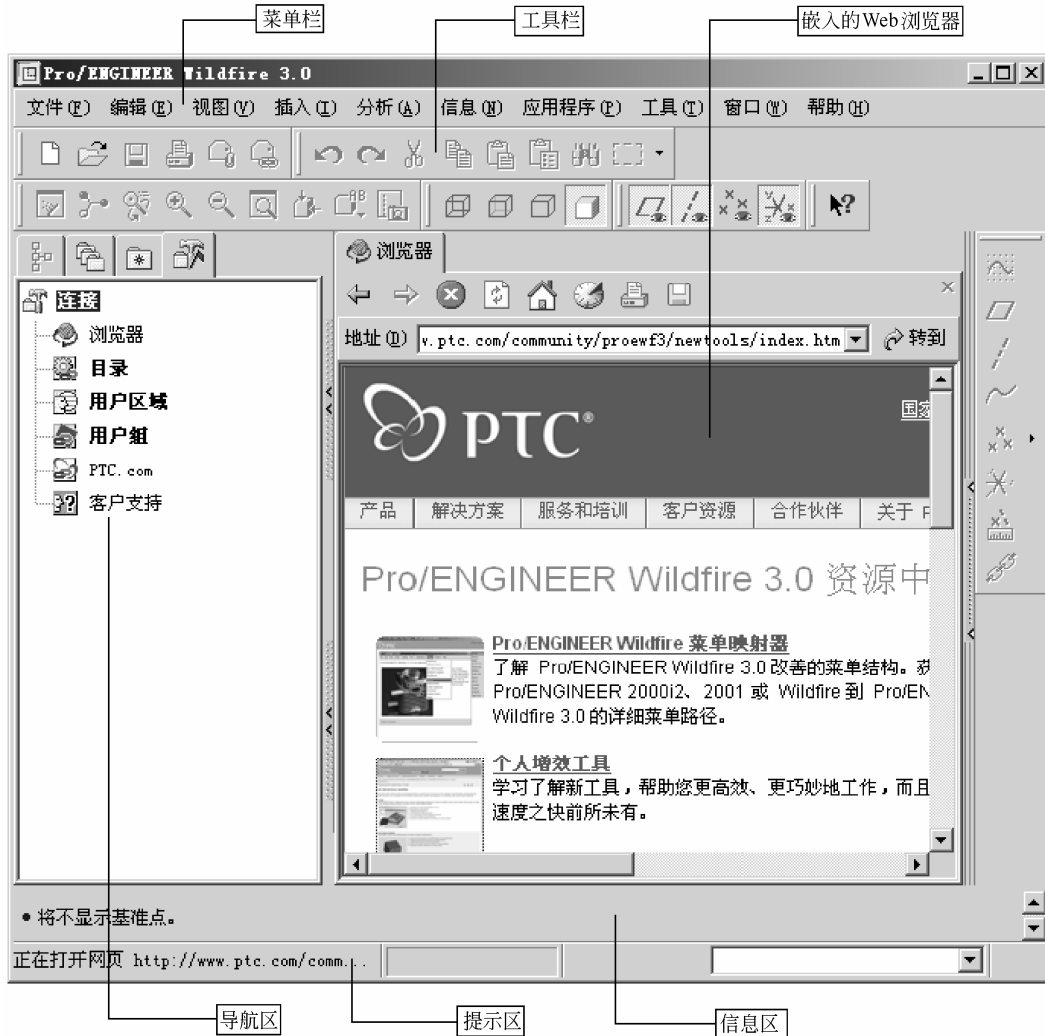 菜单栏
工具栏
嵌入的Web浏览器
Pro/ENGINEER Wildfire 3.0
文件(F) 编辑(E) 视图(V) 插入(I) 分析(A) 信息(N) 应用程序(P) 工具(T) 窗口(W) 帮助(H)
浏览器
连接
浏览器
目录
用户区域
用户组
PTC.com
客户支持
地址(D) w.ptc.com/community/proewf3/newtools/index.htm 转到
PTC®
国家
产品 解决方案 服务和培训 客户资源 合作伙伴 关于 P
Pro/ENGINEER Wildfire 3.0 资源中
Pro/ENGINEER Wildfire 菜单映射器
了解 Pro/ENGINEER Wildfire 3.0 改善的菜单结构。获
Pro/ENGINEER 2000i2、2001 或 Wildfire 到 Pro/EN
Wildfire 3.0 的详细菜单路径。
个人增效工具
学习了解新工具，帮助您更高效、更巧妙地工作，而且
速度之快前所未有。
• 将不显示基准点。
正在打开网页 http://www.ptc.com/comm...
导航区
提示区
信息区